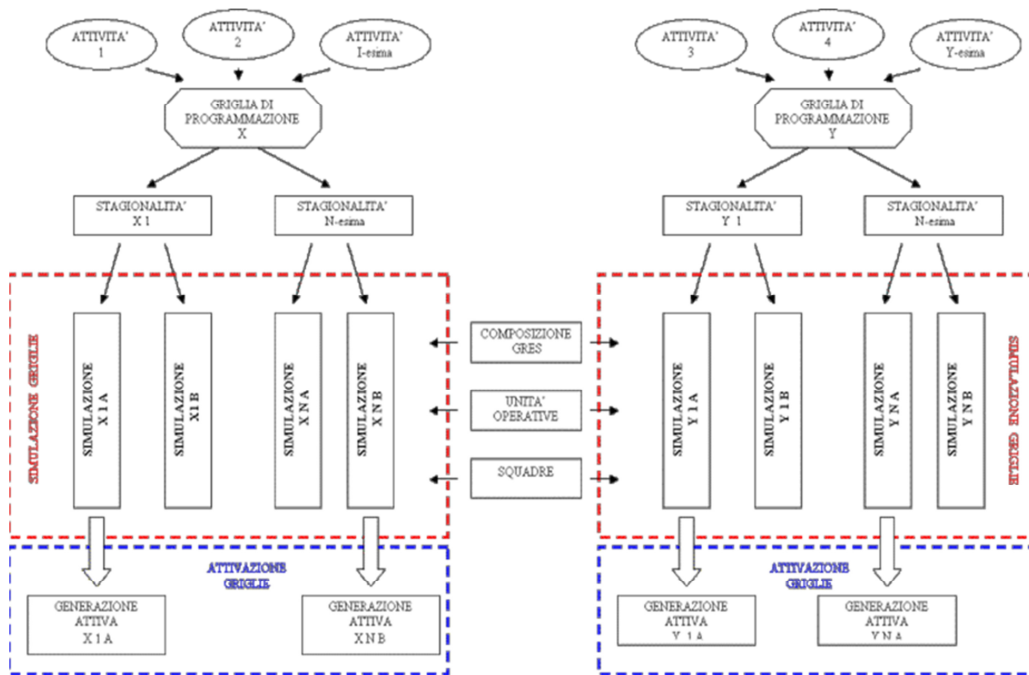 ATTIVITA'
1
ATTIVITA'
2
ATTIVITA'
I-esima
GRIGLIA DI
PROGRAMMAZIONE
X
STAGIONALITA'
X 1
STAGIONALITA'
N-esima
SIMULAZIONE GRIGLIE
SIMULAZIONE
X 1 A
SIMULAZIONE
X 1 B
SIMULAZIONE
X N A
SIMULAZIONE
X N B
ATTIVAZIONE
GRIGLIE
GENERAZIONE
ATTIVA
X 1 A
GENERAZIONE
ATTIVA
X N B
COMPOSIZIONE
GRES
UNITA'
OPERATIVE
SQUADRE
ATTIVITA'
3
ATTIVITA'
4
ATTIVITA'
Y-esima
GRIGLIA DI
PROGRAMMAZIONE
Y
STAGIONALITA'
Y 1
STAGIONALITA'
N-esima
SIMULAZIONE
Y 1 A
SIMULAZIONE
Y 1 B
SIMULAZIONE
Y N A
SIMULAZIONE
Y N B
SIMULAZIONE GRIGLIE
ATTIVAZIONE
GRIGLIE
GENERAZIONE
ATTIVA
Y 1 A
GENERAZIONE
ATTIVA
Y N A